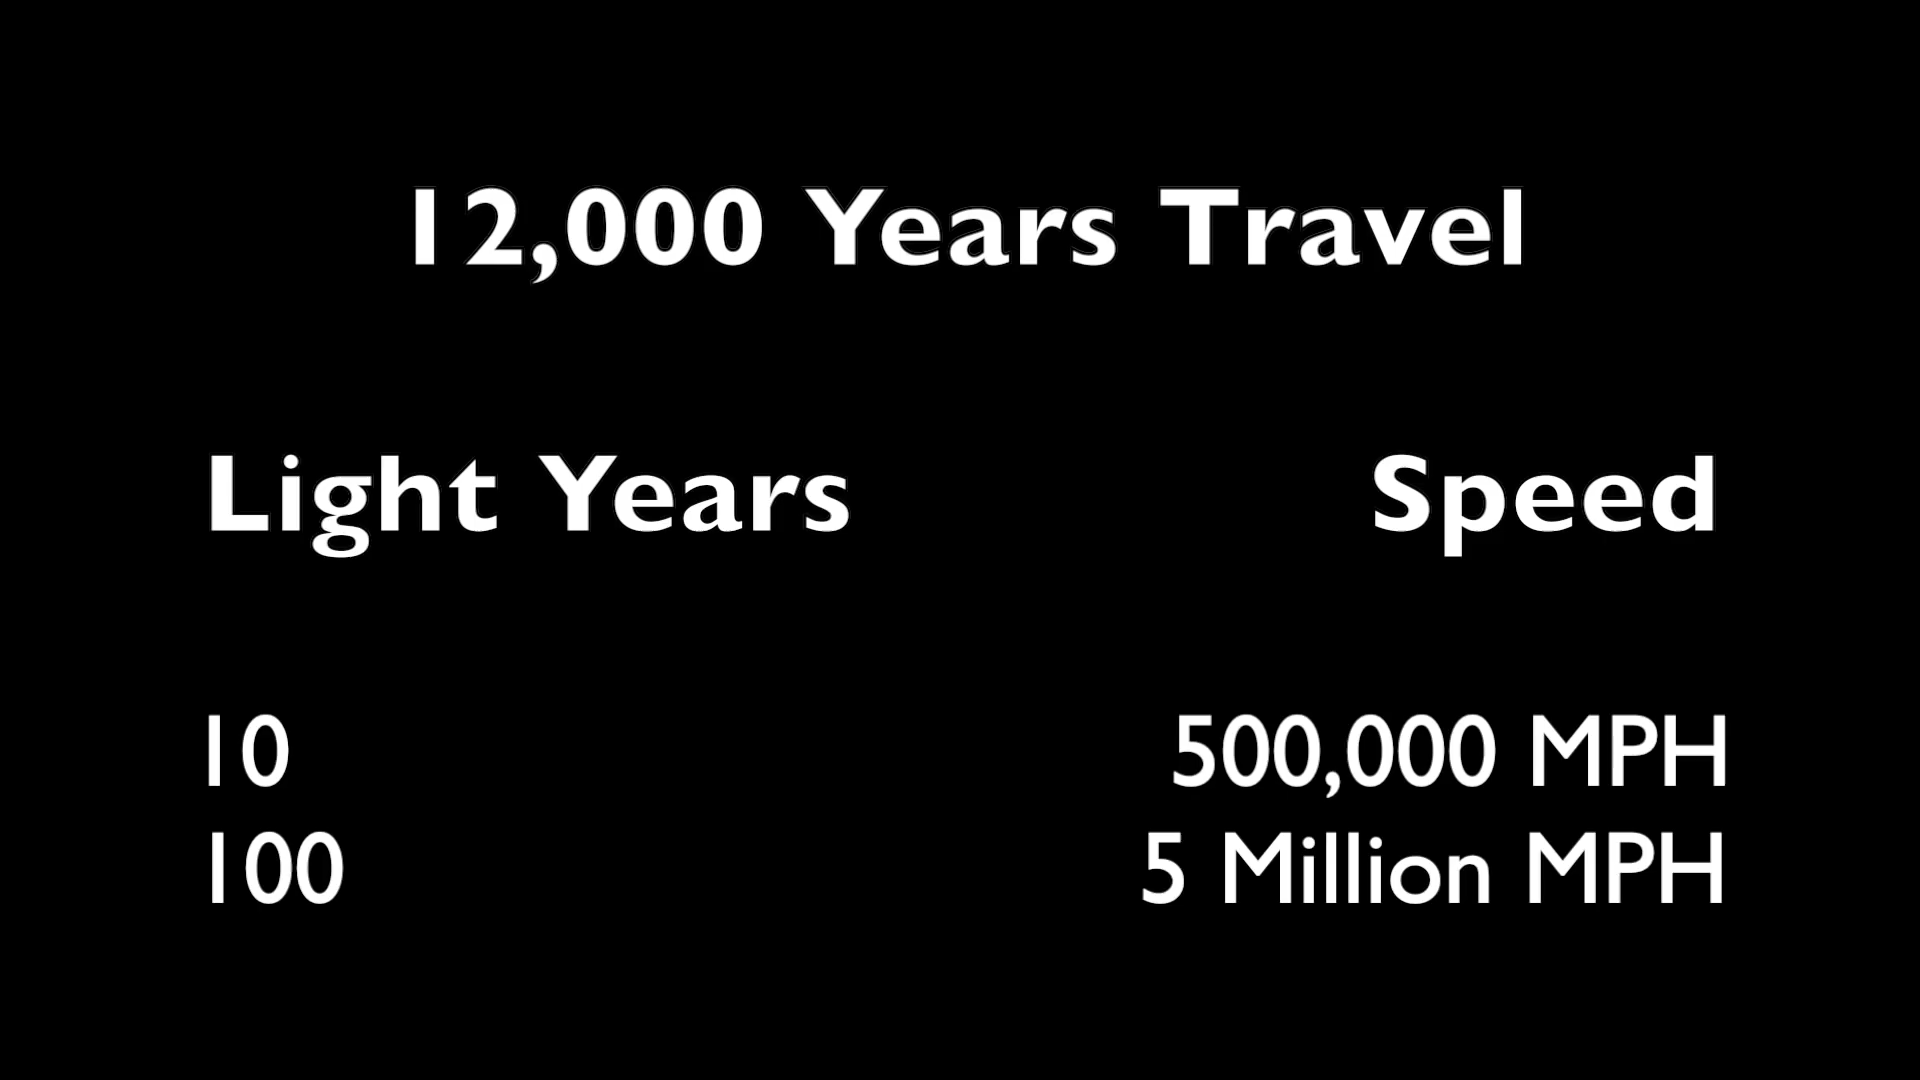 12,000 Years Travel
Light Years Speed
10 500,000 MPH
100 5 Million MPH